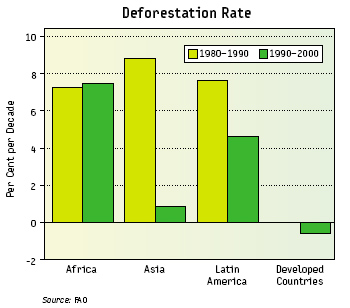 Deforestation Rate
1980-1990 1990-2000
Per Cent per Decade
10
8
6
4
2
0
-2
Africa Asia Latin America Developed Countries
Source: FAO